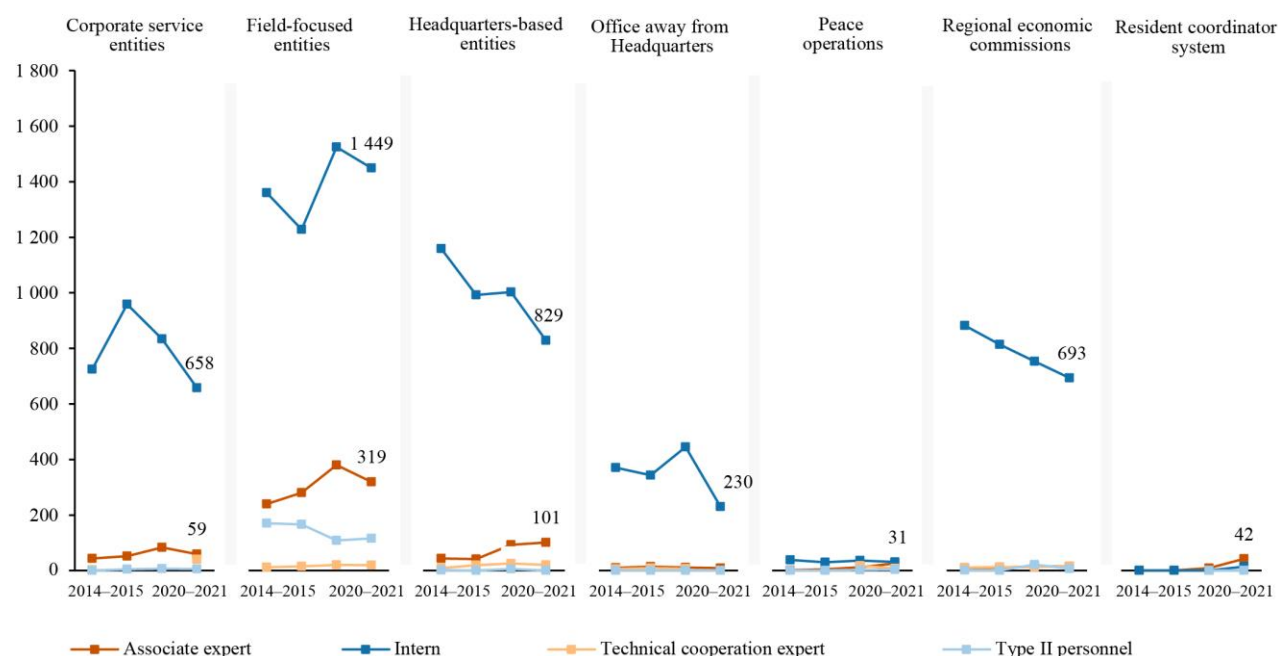 Corporate service
entities
Field-focused
entities
Headquarters-based
entities
Office away from
Headquarters
Peace
operations
Regional economic
commissions
Resident coordinator
system
1 800
1 600
1 400
1 200
1 000
800
600
400
200
0
658
59
1 449
319
829
101
230
31
693
42
2014–2015 2020–2021
2014–2015 2020–2021
2014–2015 2020–2021
2014–2015 2020–2021
2014–2015 2020–2021
2014–2015 2020–2021
2014–2015 2020–2021
Associate expert
Intern
Technical cooperation expert
Type II personnel